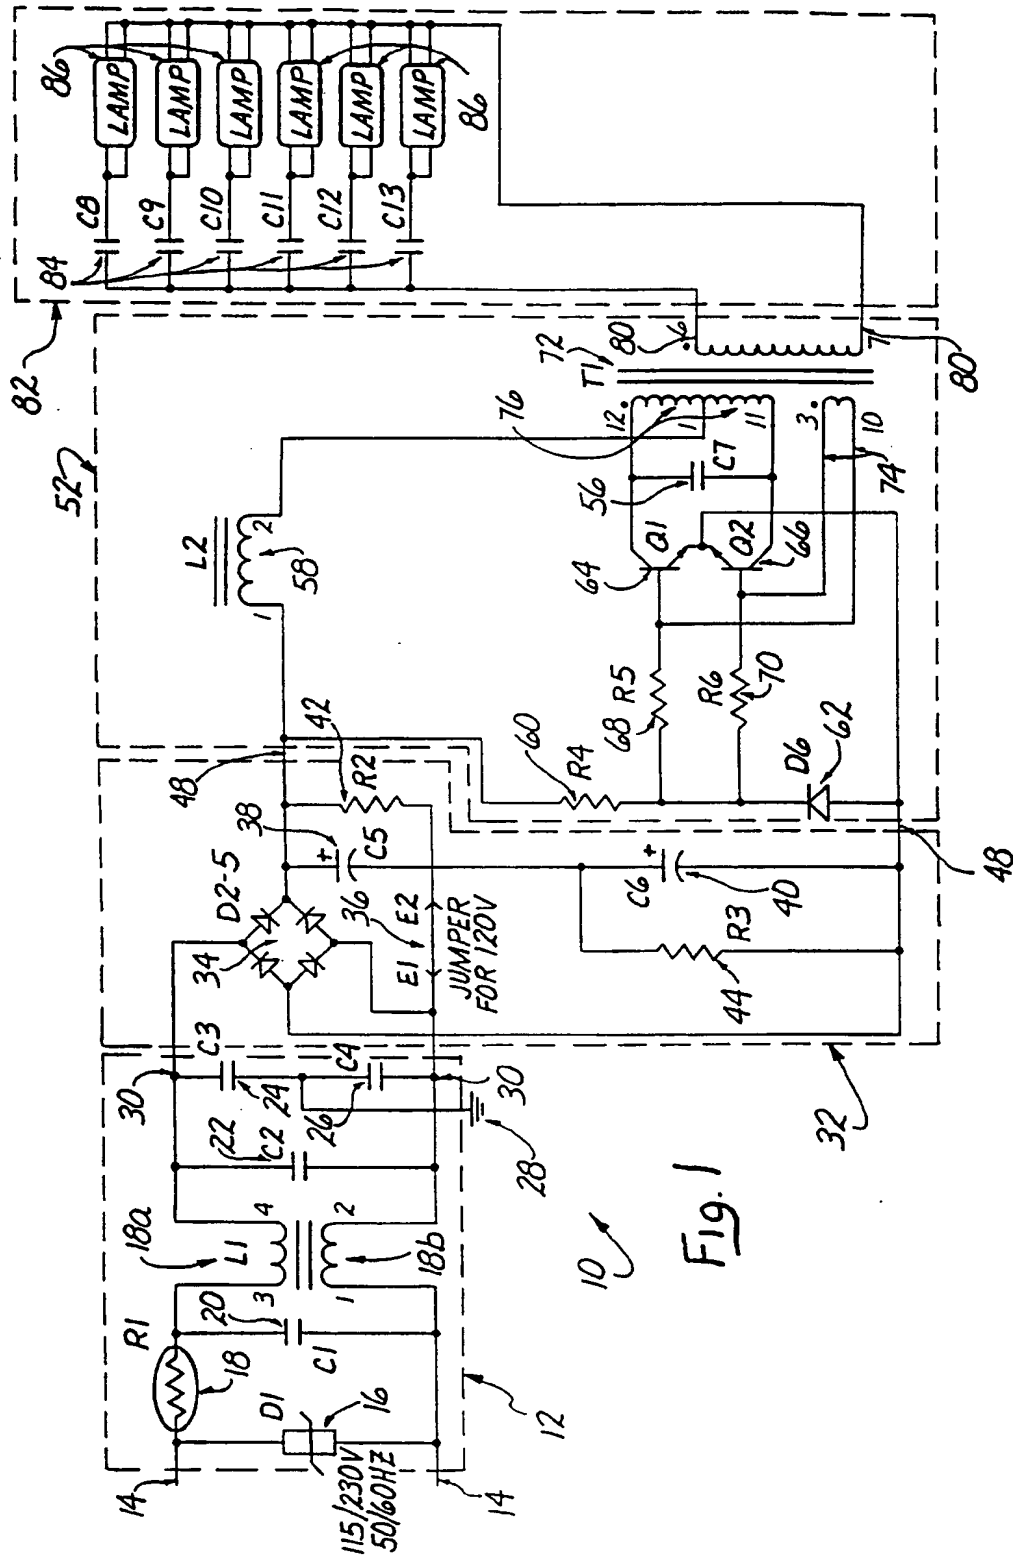 82
84
C8
C9
C10
C11
C12
C13
86
LAMP
LAMP
LAMP
LAMP
LAMP
LAMP
86
52
L2
1
2
58
48
60
R4
68
R5
R6
70
D6
62
64
Q1
Q2
66
56
C7
76
12
1
11
3
10
74
T1
72
80
6
7
80
48
D2-5
34
38
+
C5
42
R2
36
E1
E2
JUMPER
FOR 120V
+
C6
40
R3
44
32
30
C3
24
C4
26
22
C2
28
30
18a
L1
4
3
2
1
18b
R1
18
20
C1
D1
16
14
14
115/230V
50/60HZ
12
10
Fig. 1